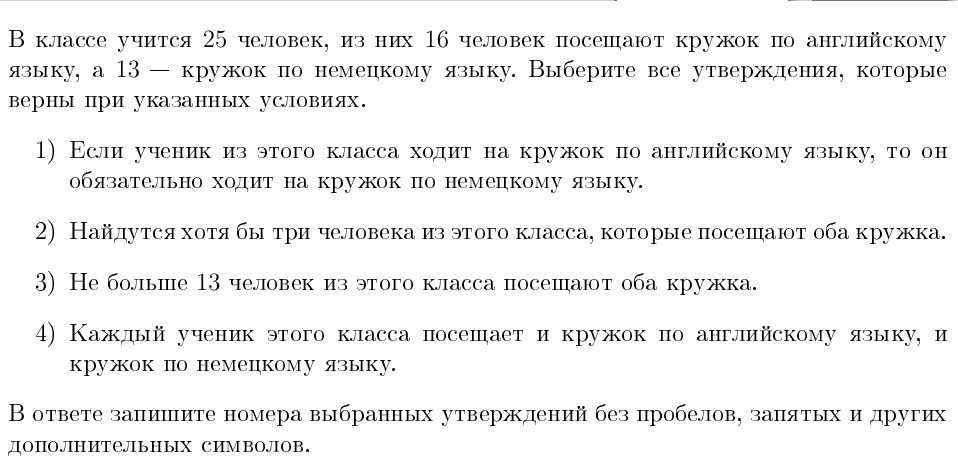 В классе учится 25 человек, из них 16 человек посещают кружок по английскому
языку, а 13 — кружок по немецкому языку. Выберите все утверждения, которые
верны при указанных условиях.
1) Если ученик из этого класса ходит на кружок по английскому языку, то он
обязательно ходит на кружок по немецкому языку.
2) Найдутся хотя бы три человека из этого класса, которые посещают оба кружка.
3) Не больше 13 человек из этого класса посещают оба кружка.
4) Каждый ученик этого класса посещает и кружок по английскому языку, и
кружок по немецкому языку.
В ответе запишите номера выбранных утверждений без пробелов, запятых и других
дополнительных символов.